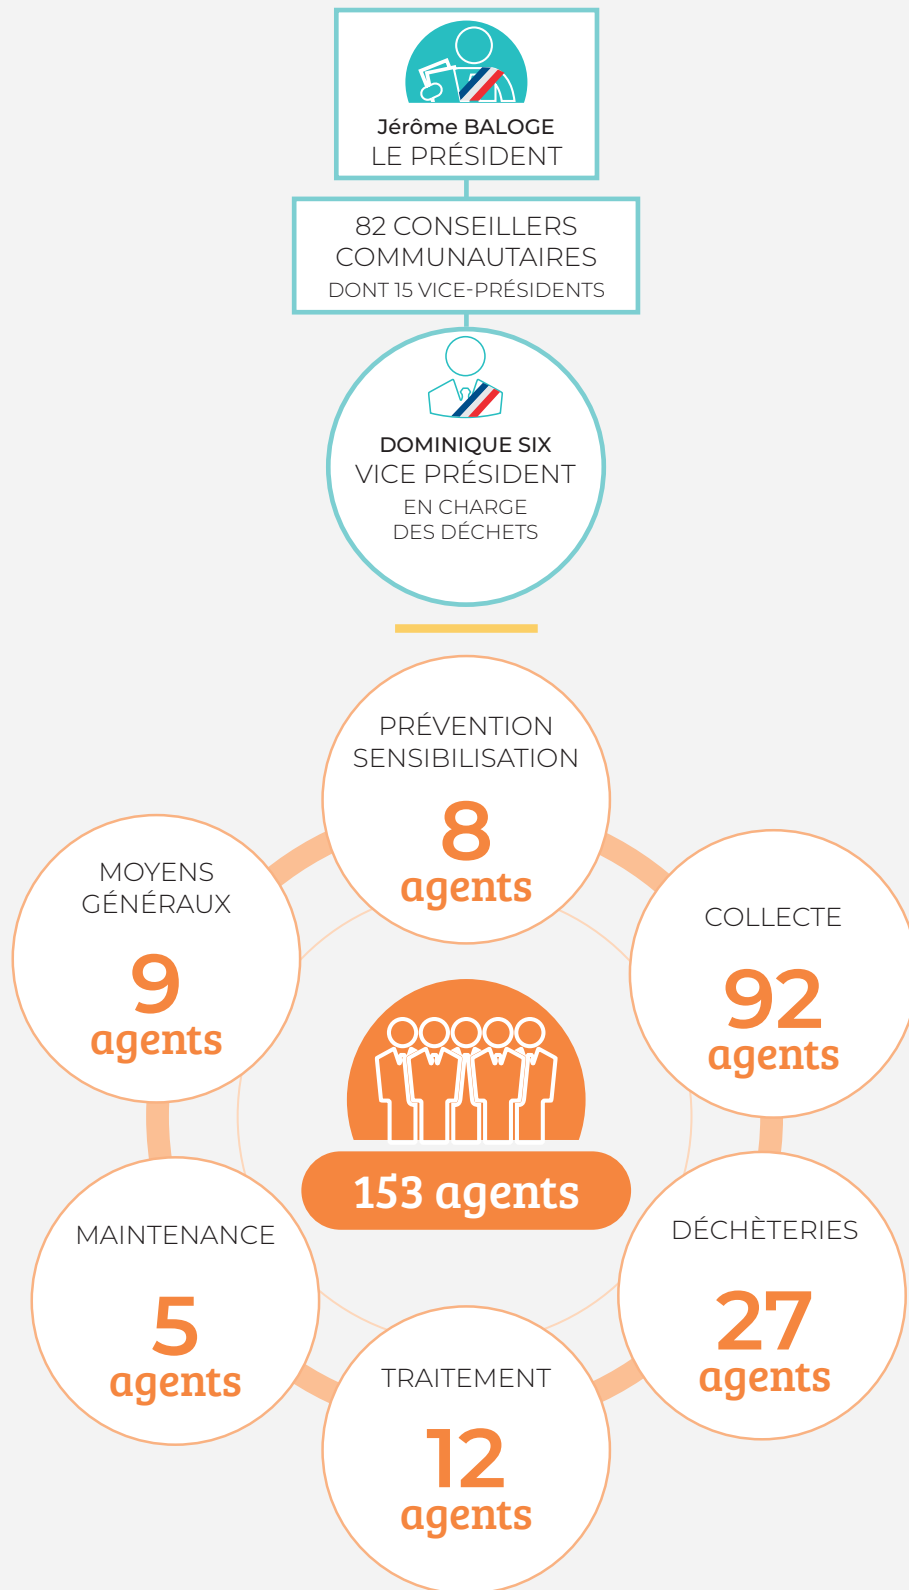 Jérôme BALOGE
LE PRÉSIDENT
82 CONSEILLERS
COMMUNAUTAIRES
DONT 15 VICE-PRÉSIDENTS
DOMINIQUE SIX
VICE PRÉSIDENT
EN CHARGE
DES DÉCHETS
PRÉVENTION
SENSIBILISATION
8
agents
MOYENS
GÉNÉRAUX
9
agents
COLLECTE
92
agents
153 agents
MAINTENANCE
5
agents
DÉCHÈTERIES
27
agents
TRAITEMENT
12
agents